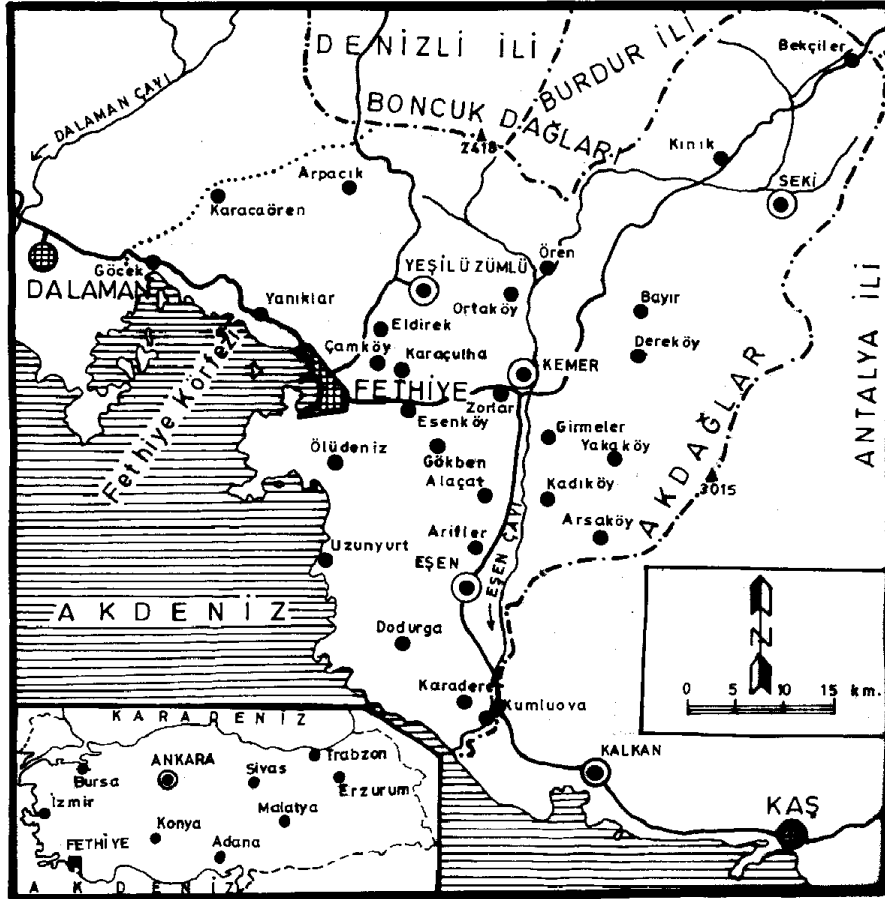 DENİZLİ İLİ
BURDUR İLİ
Bekçiler
← DALAMAN ÇAYI
BONCUK DAĞLARI
2418
Kınık
Arpacık
SEKİ
Karacaören
Göcek
YEŞİLÜZÜMLÜ
Ören
DALAMAN
Ortaköy
Bayır
ANTALYA İLİ
Yanıklar
Eldirek
Çamköy
Karaçulha
Dereköy
KEMER
Fethiye Körfezi
FETHİYE
Zorlar
Esenköy
Girmeler
Yakaköy
AKDAĞLAR
Ölüdeniz
Gökben
Alaçat
Kadıköy
3015
Arsaköy
Arifler
Uzunyurt
EŞEN
← EŞEN ÇAYI
AKDENİZ
Dodurga
N
Karadere
Kumluova
0 5 10 15 km.
KALKAN
KAŞ
KARADENİZ
ANKARA
Trabzon
Bursa
Sivas
Erzurum
İzmir
Malatya
Konya
FETHİYE
Adana
AKDENİZ